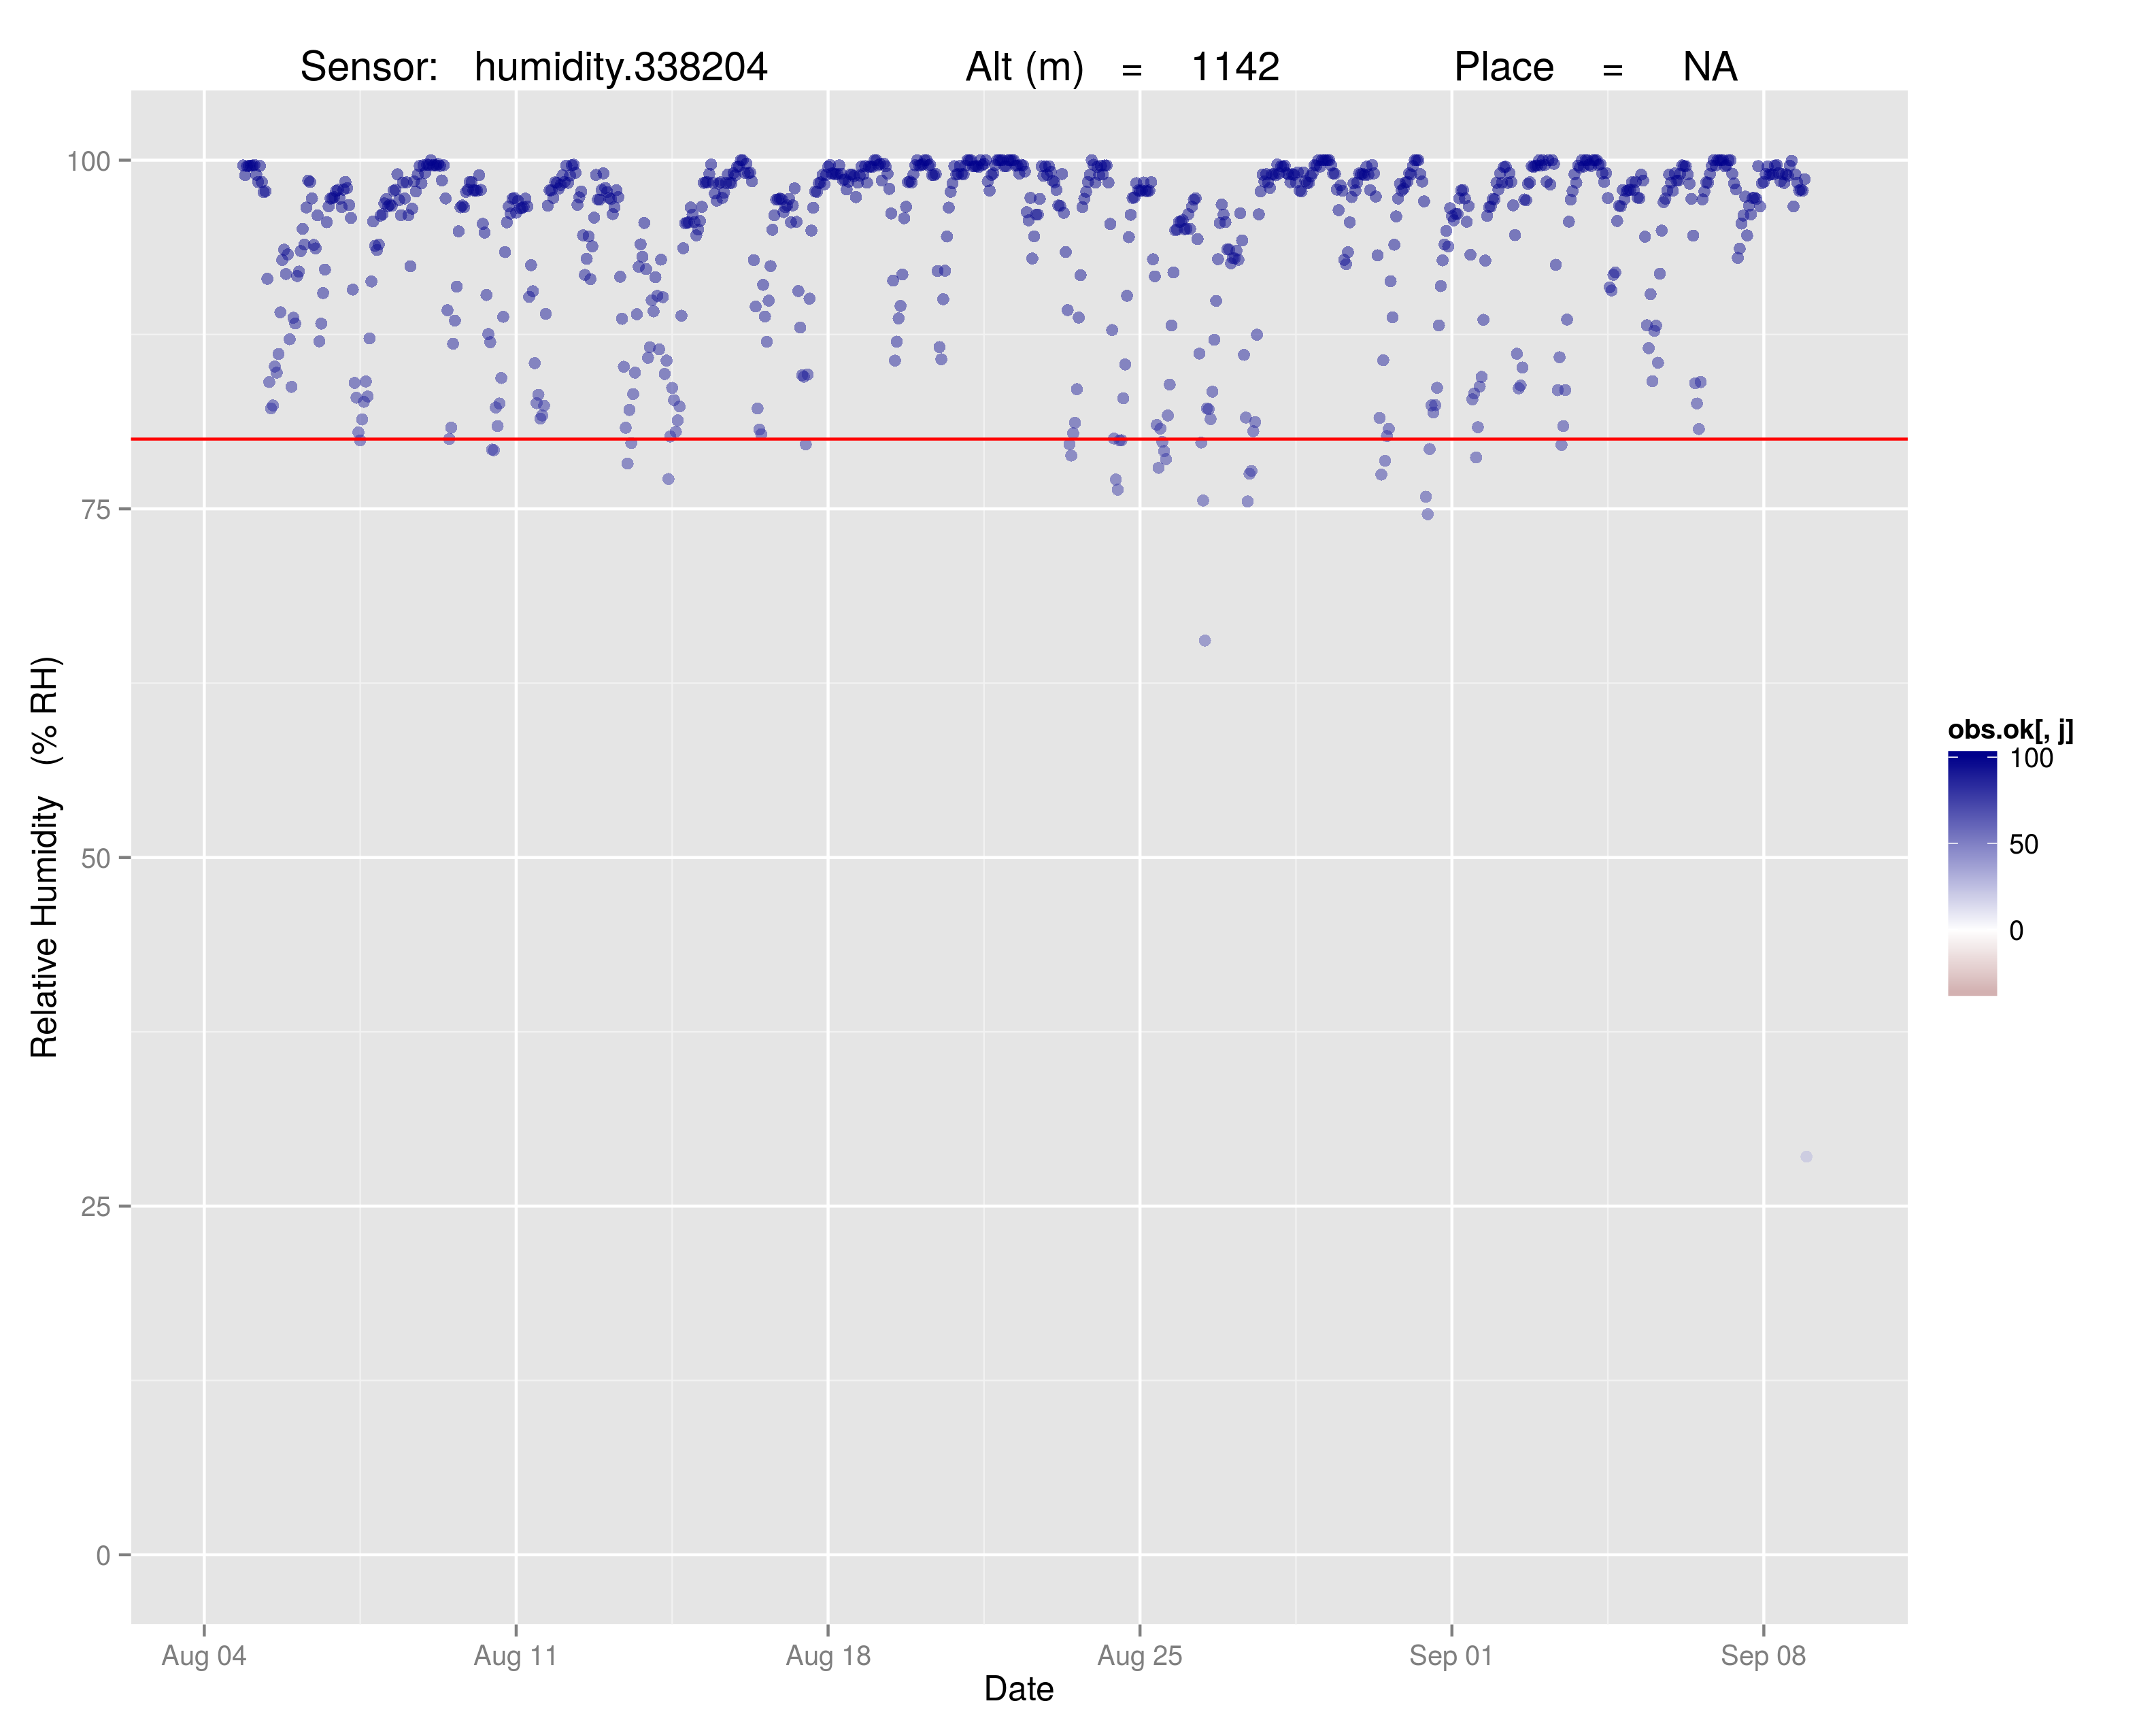 Sensor: humidity.338204 Alt (m) = 1142 Place = NA
100
75
50
25
0
Relative Humidity (% RH)
Aug 04 Aug 11 Aug 18 Aug 25 Sep 01 Sep 08
Date
obs.ok[, j]
100
50
0